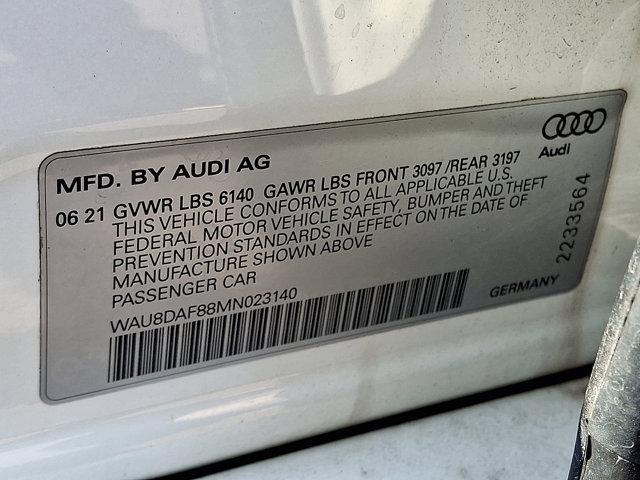 MFD. BY AUDI AG
Audi
06 21 GVWR LBS 6140 GAWR LBS FRONT 3097 /REAR 3197
THIS VEHICLE CONFORMS TO ALL APPLICABLE U.S.
FEDERAL MOTOR VEHICLE SAFETY, BUMPER AND THEFT
PREVENTION STANDARDS IN EFFECT ON THE DATE OF
MANUFACTURE SHOWN ABOVE
PASSENGER CAR
WAU8DAF88MN023140
GERMANY
2233564